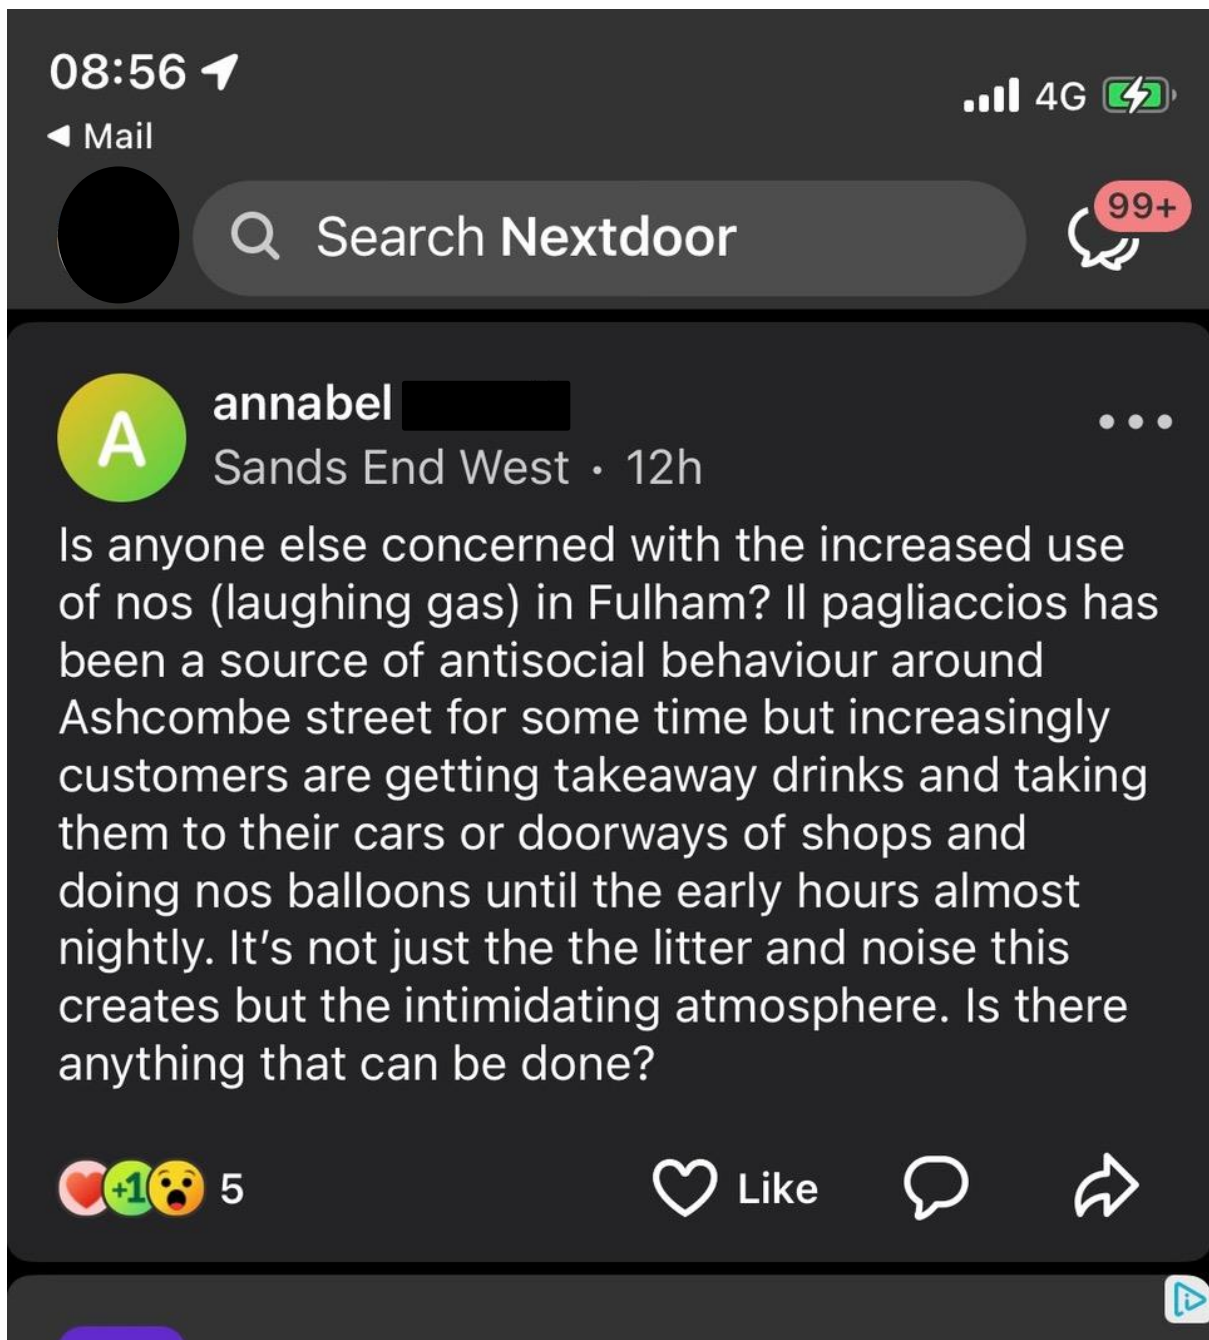 08:56
Mail
4G
Search Nextdoor
99+
A
annabel
Sands End West · 12h
Is anyone else concerned with the increased use
of nos (laughing gas) in Fulham? Il pagliaccios has
been a source of antisocial behaviour around
Ashcombe street for some time but increasingly
customers are getting takeaway drinks and taking
them to their cars or doorways of shops and
doing nos balloons until the early hours almost
nightly. It’s not just the the litter and noise this
creates but the intimidating atmosphere. Is there
anything that can be done?
+1
5
Like